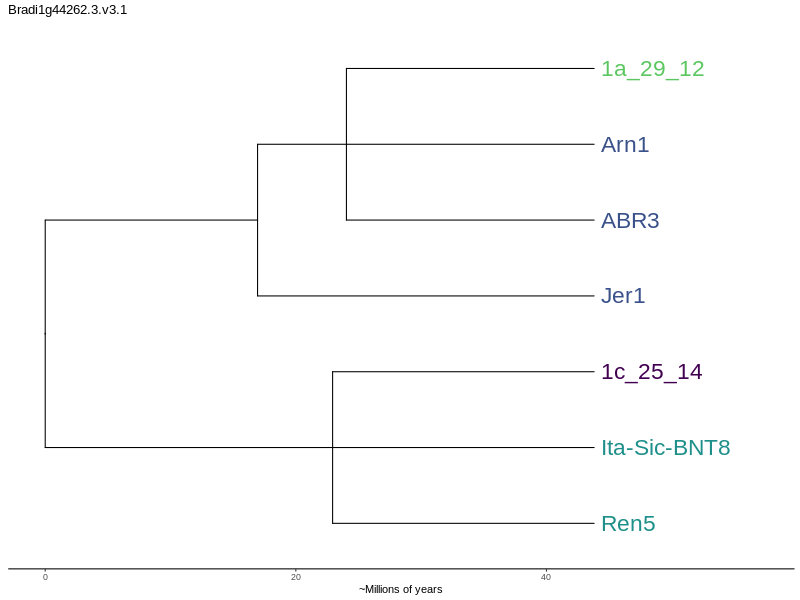 Bradi1g44262.3.v3.1
1a_29_12
Arn1
ABR3
Jer1
1c_25_14
Ita-Sic-BNT8
Ren5
0 20 40
~Millions of years